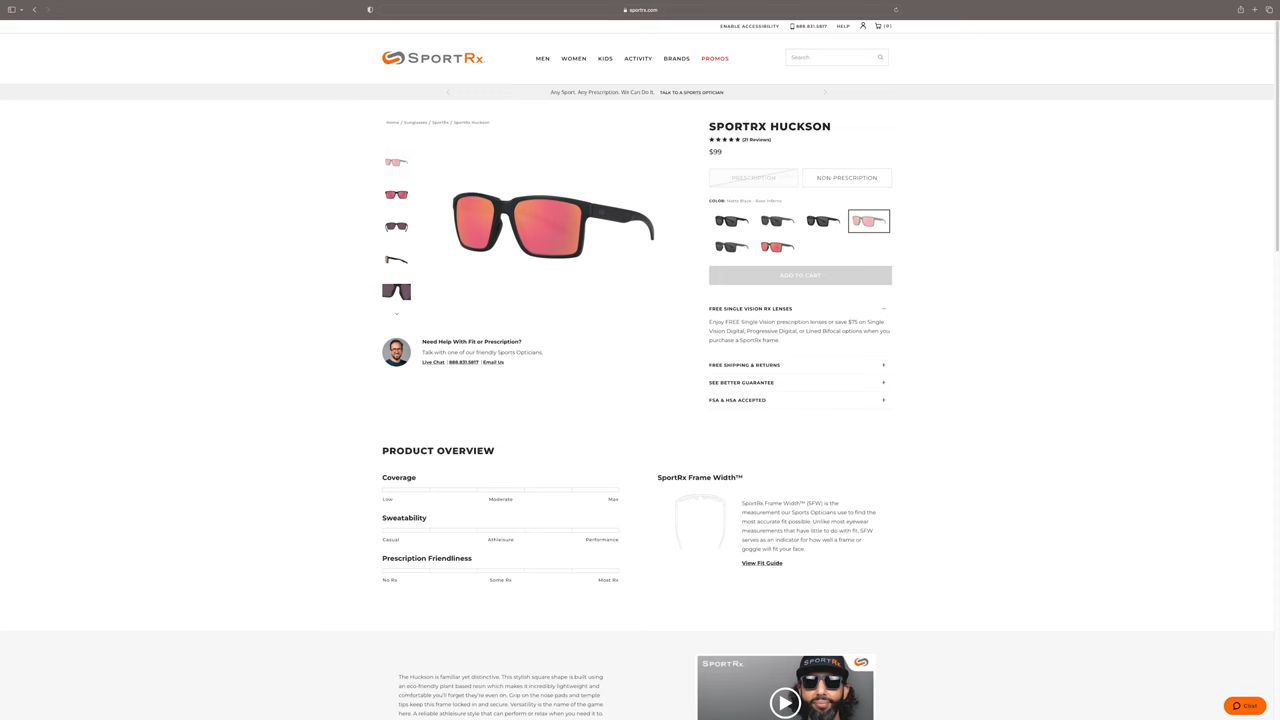 sportrx.com
ENABLE ACCESSIBILITY 888.831.5817 HELP (0)
SPORTRX
MEN WOMEN KIDS ACTIVITY BRANDS PROMOS
Search
Any Sport. Any Prescription. We Can Do It. TALK TO A SPORTS OPTICIAN
Home / Sunglasses / SportRx / SportRx Huckson
SPORTRX HUCKSON
(21 Reviews)
$99
PRESCRIPTION NON-PRESCRIPTION
COLOR: Matte Black - Rose Inferno
ADD TO CART
FREE SINGLE VISION RX LENSES
Enjoy FREE Single Vision prescription lenses or save $75 on Single
Vision Digital, Progressive Digital, or Lined Bifocal options when you
purchase a SportRx frame.
FREE SHIPPING & RETURNS
SEE BETTER GUARANTEE
FSA & HSA ACCEPTED
Need Help With Fit or Prescription?
Talk with one of our friendly Sports Opticians.
Live Chat | 888.831.5817 | Email Us
PRODUCT OVERVIEW
Coverage
Low Moderate Max
Sweatability
Casual Athleisure Performance
Prescription Friendliness
No Rx Some Rx Most Rx
SportRx Frame Width™
SportRx Frame Width™ (SFW) is the
measurement our Sports Opticians use to find the
most accurate fit possible. Unlike most eyewear
measurements that have little to do with fit, SFW
serves as an indicator for how well a frame or
goggle will fit your face.
View Fit Guide
The Huckson is familiar yet distinctive. This stylish square shape is built using
an eco-friendly plant based resin which makes it incredibly lightweight and
comfortable you'll forget they're even on. Grip on the nose pads and temple
tips keep this frame locked in and secure. Versatility is the name of the game
here. A reliable athleisure style that can perform or relax when you need it to.
SPORTRX
SPORTRX
Chat